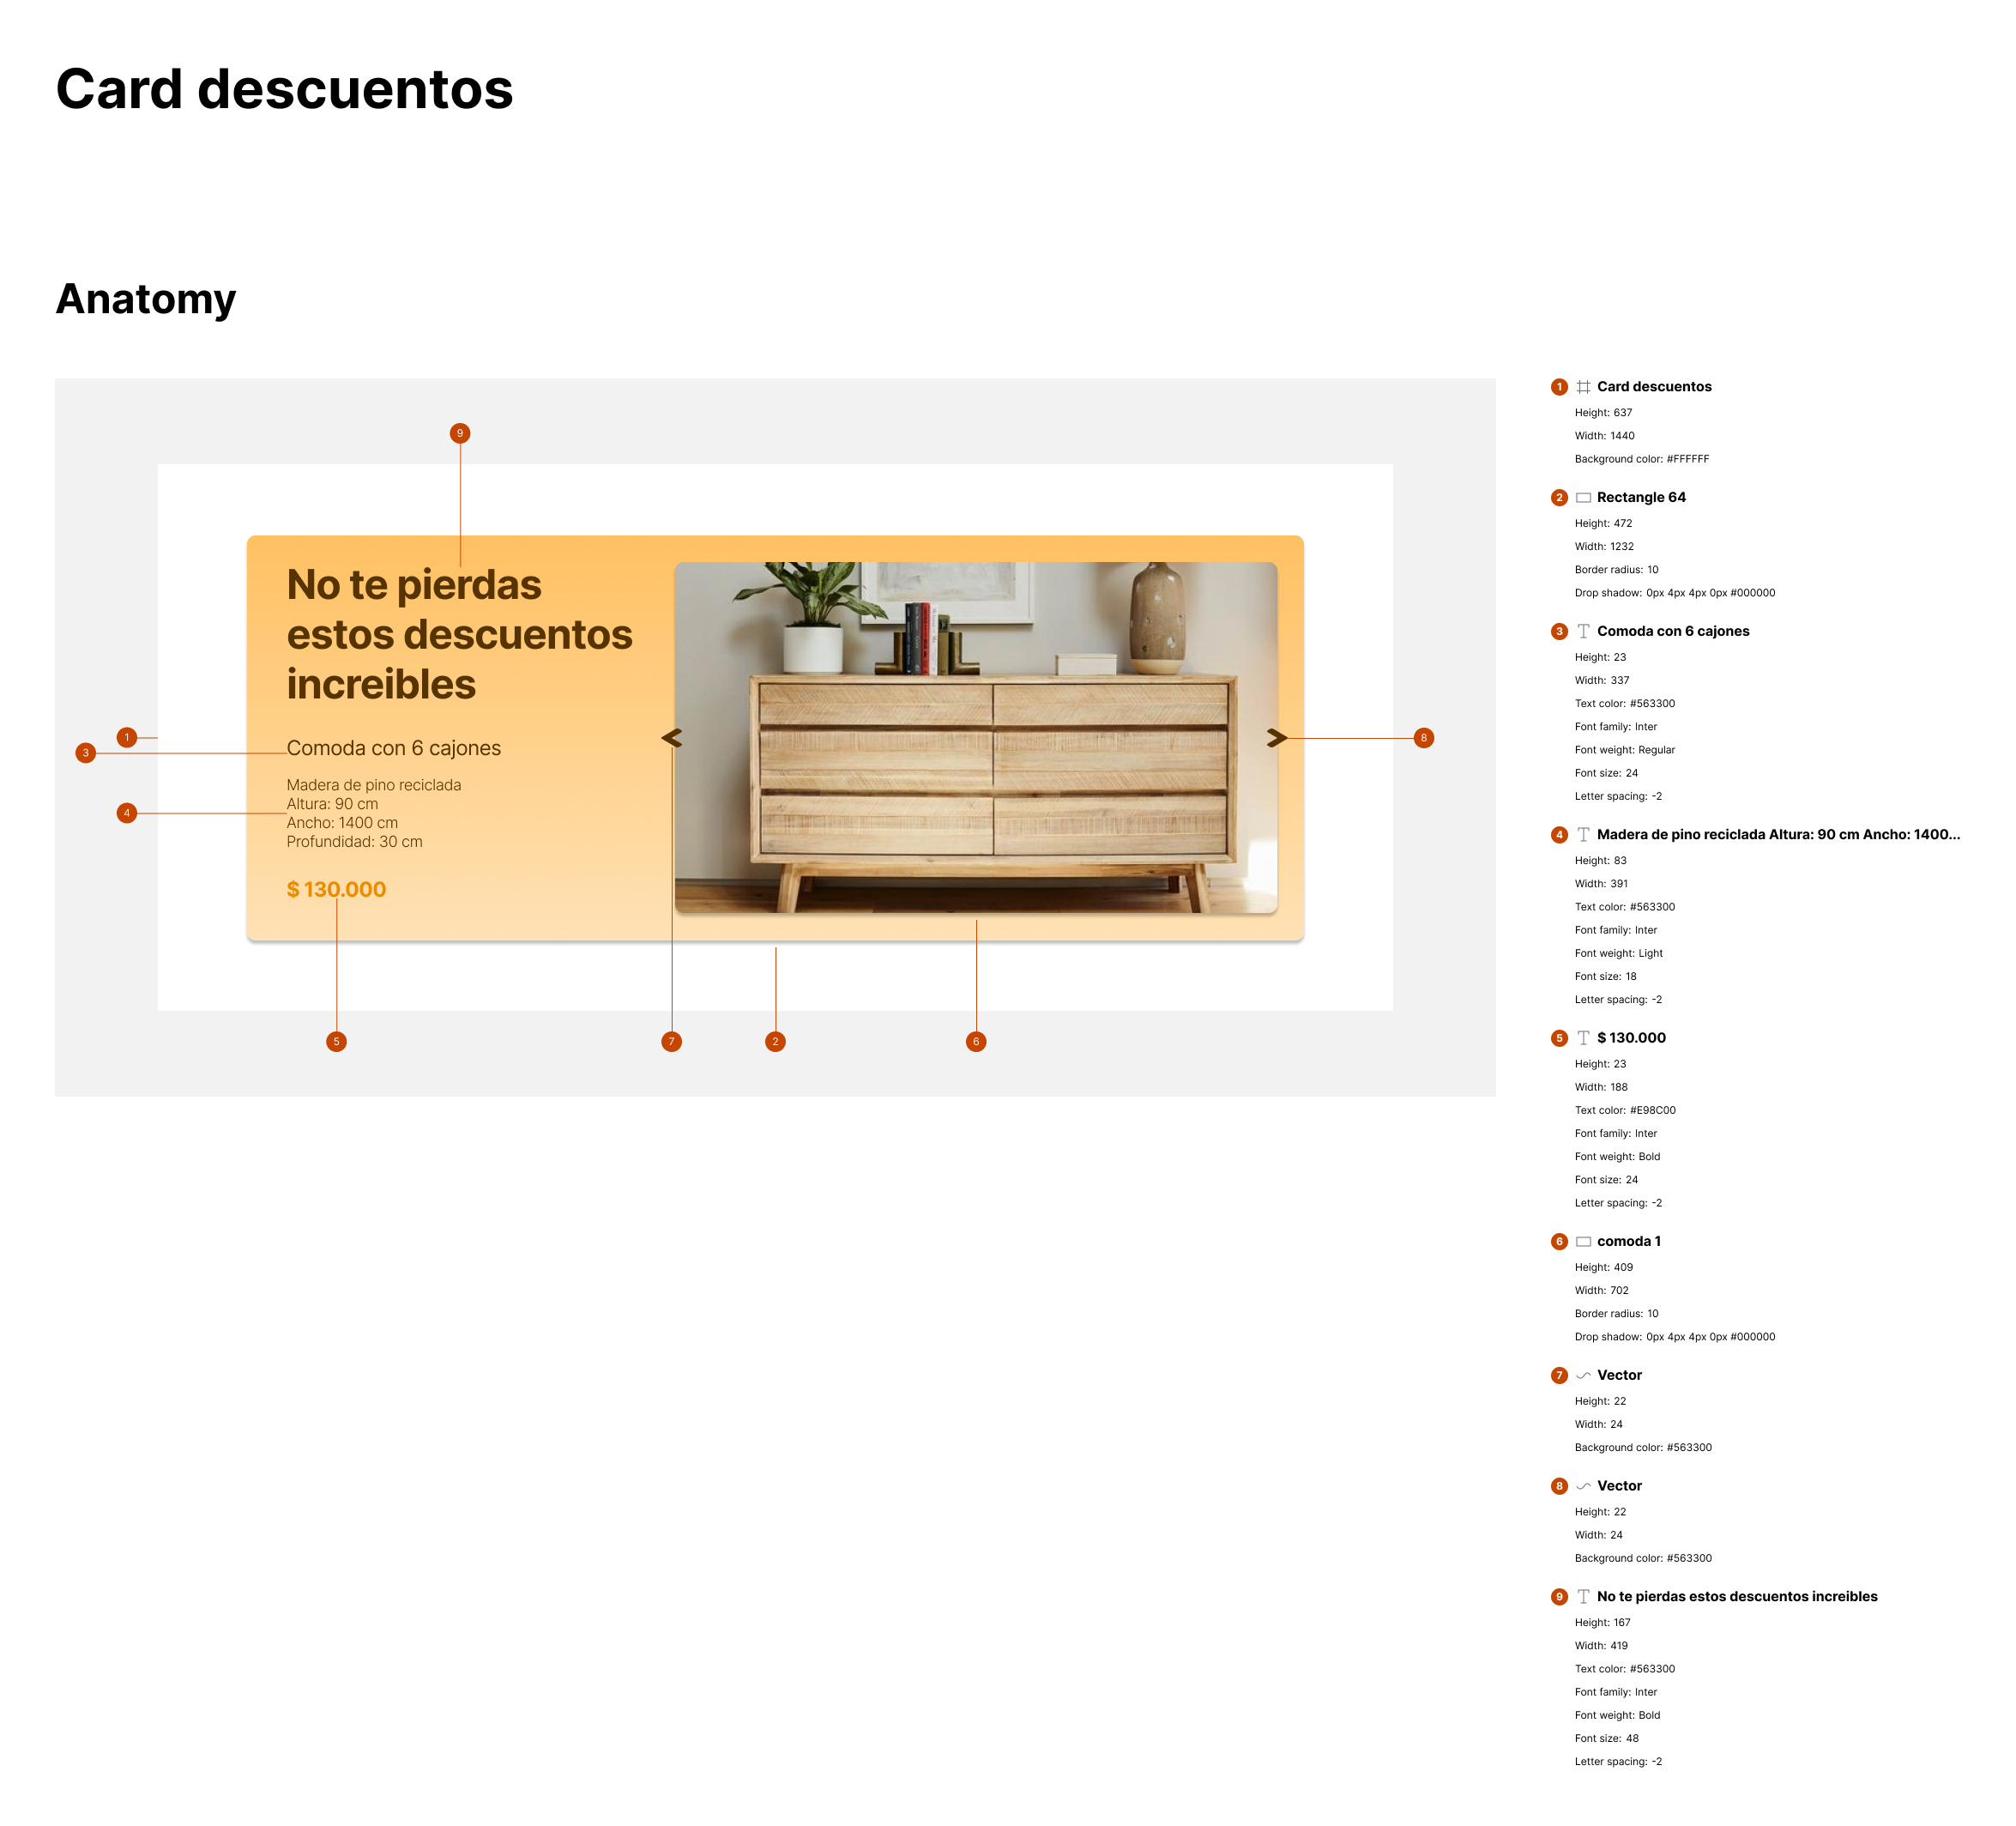 Card descuentos
Anatomy
9
No te pierdas
estos descuentos
increibles
1
3
Comoda con 6 cajones
8
4
Madera de pino reciclada
Altura: 90 cm
Ancho: 1400 cm
Profundidad: 30 cm
$ 130.000
5
7
2
6
1 Card descuentos
Height: 637
Width: 1440
Background color: #FFFFFF
2 Rectangle 64
Height: 472
Width: 1232
Border radius: 10
Drop shadow: 0px 4px 4px 0px #000000
3 Comoda con 6 cajones
Height: 23
Width: 337
Text color: #563300
Font family: Inter
Font weight: Regular
Font size: 24
Letter spacing: -2
4 Madera de pino reciclada Altura: 90 cm Ancho: 1400...
Height: 83
Width: 391
Text color: #563300
Font family: Inter
Font weight: Light
Font size: 18
Letter spacing: -2
5 $ 130.000
Height: 23
Width: 188
Text color: #E98C00
Font family: Inter
Font weight: Bold
Font size: 24
Letter spacing: -2
6 comoda 1
Height: 409
Width: 702
Border radius: 10
Drop shadow: 0px 4px 4px 0px #000000
7 Vector
Height: 22
Width: 24
Background color: #563300
8 Vector
Height: 22
Width: 24
Background color: #563300
9 No te pierdas estos descuentos increibles
Height: 167
Width: 419
Text color: #563300
Font family: Inter
Font weight: Bold
Font size: 48
Letter spacing: -2